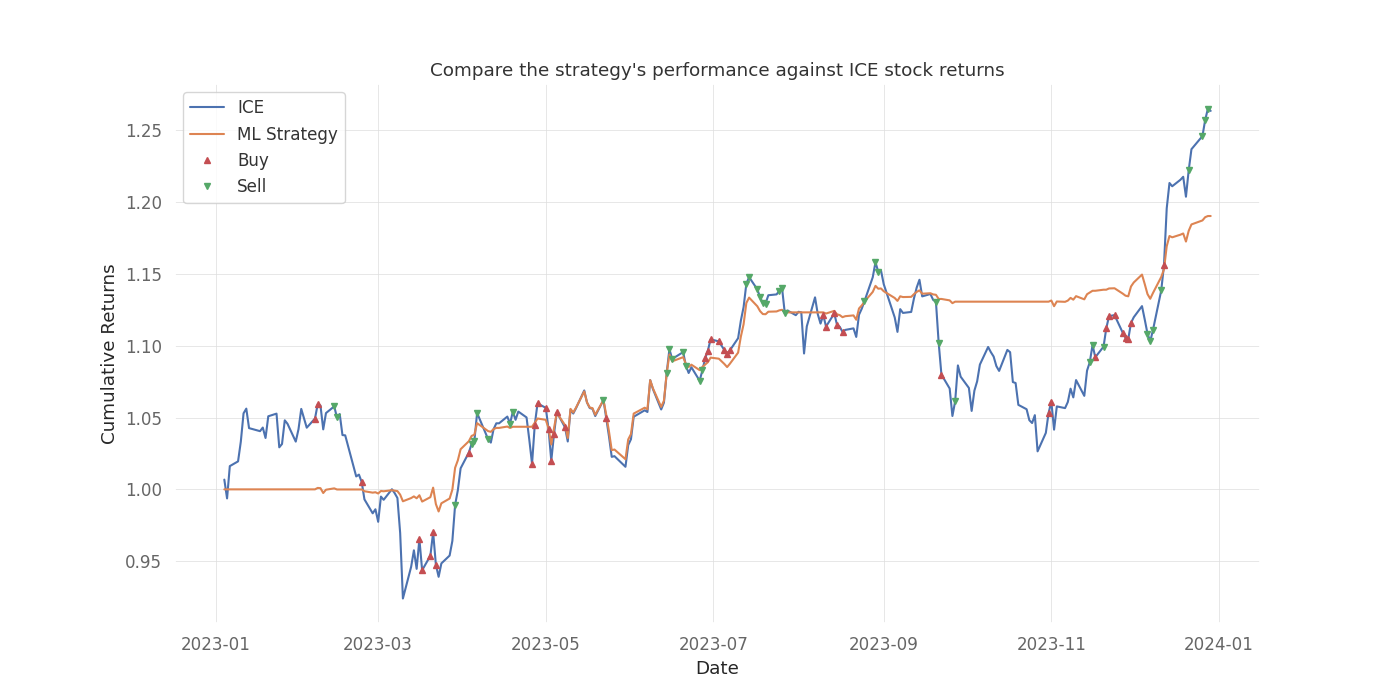 Compare the strategy's performance against ICE stock returns
ICE
ML Strategy
Buy
Sell
Cumulative Returns
1.25
1.20
1.15
1.10
1.05
1.00
0.95
2023-01
2023-03
2023-05
2023-07
2023-09
2023-11
2024-01
Date